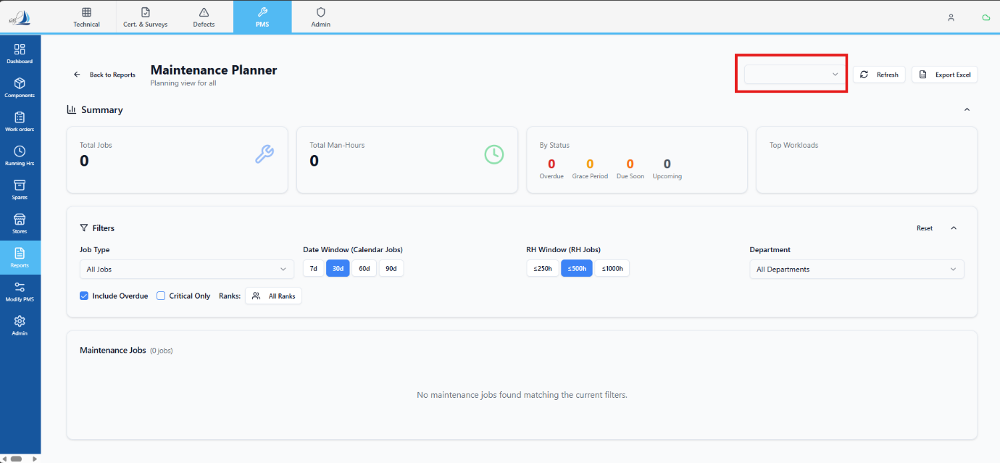 Technical
Cert. & Surveys
Defects
PMS
Admin
Dashboard
Components
Work orders
Running Hrs
Spares
Stores
Reports
Modify PMS
Admin
Back to Reports
Maintenance Planner
Planning view for all
Refresh
Export Excel
Summary
Total Jobs
0
Total Man-Hours
0
By Status
0 0 0 0
Overdue Grace Period Due Soon Upcoming
Top Workloads
Filters
Reset
Job Type
All Jobs
Date Window (Calendar Jobs)
7d 30d 60d 90d
RH Window (RH Jobs)
≤250h ≤500h ≤1000h
Department
All Departments
Include Overdue Critical Only Ranks: All Ranks
Maintenance Jobs (0 jobs)
No maintenance jobs found matching the current filters.